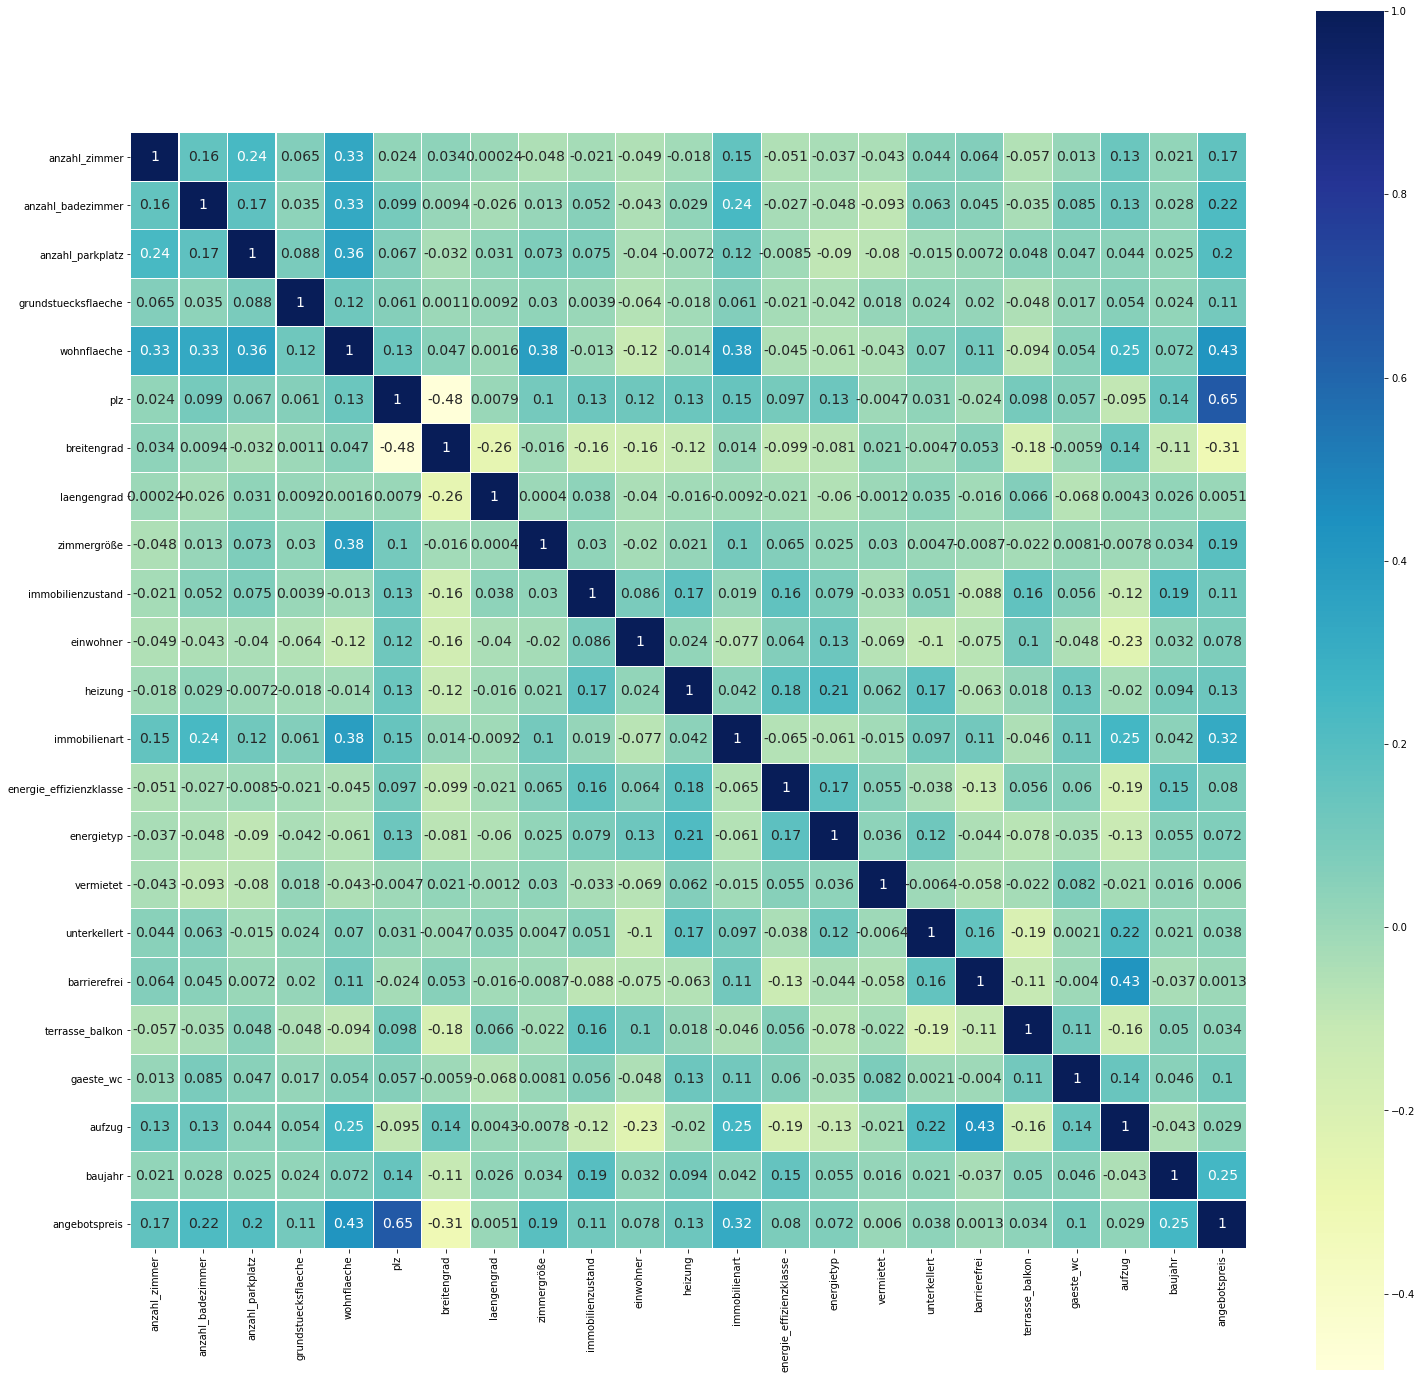 1.0
anzahl_zimmer 1 0.16 0.24 0.065 0.33 0.024 0.034 0.00024 -0.048 -0.021 -0.049 -0.018 0.15 -0.051 -0.037 -0.043 0.044 0.064 -0.057 0.013 0.13 0.021 0.17
0.8
anzahl_badezimmer 0.16 1 0.17 0.035 0.33 0.099 0.0094 -0.026 0.013 0.052 -0.043 0.029 0.24 -0.027 -0.048 -0.093 0.063 0.045 -0.035 0.085 0.13 0.028 0.22
anzahl_parkplatz 0.24 0.17 1 0.088 0.36 0.067 -0.032 0.031 0.073 0.075 -0.04 -0.0072 0.12 -0.0085 -0.09 -0.08 -0.015 0.0072 0.048 0.047 0.044 0.025 0.2
grundstuecksflaeche 0.065 0.035 0.088 1 0.12 0.061 0.0011 0.0092 0.03 0.0039 -0.064 -0.018 0.061 -0.021 -0.042 0.018 0.024 0.02 -0.048 0.017 0.054 0.024 0.11
wohnflaeche 0.33 0.33 0.36 0.12 1 0.13 0.047 0.0016 0.38 -0.013 -0.12 -0.014 0.38 -0.045 -0.061 -0.043 0.07 0.11 -0.094 0.054 0.25 0.072 0.43
0.6
plz 0.024 0.099 0.067 0.061 0.13 1 -0.48 0.0079 0.1 0.13 0.12 0.13 0.15 0.097 0.13 -0.0047 0.031 -0.024 0.098 0.057 -0.095 0.14 0.65
breitengrad 0.034 0.0094 -0.032 0.0011 0.047 -0.48 1 -0.26 -0.016 -0.16 -0.16 -0.12 0.014 -0.099 -0.081 0.021 -0.0047 0.053 -0.18 -0.0059 0.14 -0.11 -0.31
laengengrad 0.00024 -0.026 0.031 0.0092 0.0016 0.0079 -0.26 1 0.0004 0.038 -0.04 -0.016 -0.0092 -0.021 -0.06 -0.0012 0.035 -0.016 0.066 -0.068 0.0043 0.026 0.0051
zimmergröße -0.048 0.013 0.073 0.03 0.38 0.1 -0.016 0.0004 1 0.03 -0.02 0.021 0.1 0.065 0.025 0.03 0.0047 -0.0087 -0.022 0.0081 -0.0078 0.034 0.19
0.4
immobilienzustand -0.021 0.052 0.075 0.0039 -0.013 0.13 -0.16 0.038 0.03 1 0.086 0.17 0.019 0.16 0.079 -0.033 0.051 -0.088 0.16 0.056 -0.12 0.19 0.11
einwohner -0.049 -0.043 -0.04 -0.064 -0.12 0.12 -0.16 -0.04 -0.02 0.086 1 0.024 -0.077 0.064 0.13 -0.069 -0.1 -0.075 0.1 -0.048 -0.23 0.032 0.078
heizung -0.018 0.029 -0.0072 -0.018 -0.014 0.13 -0.12 -0.016 0.021 0.17 0.024 1 0.042 0.18 0.21 0.062 0.17 -0.063 0.018 0.13 -0.02 0.094 0.13
immobilienart 0.15 0.24 0.12 0.061 0.38 0.15 0.014 -0.0092 0.1 0.019 -0.077 0.042 1 -0.065 -0.061 -0.015 0.097 0.11 -0.046 0.11 0.25 0.042 0.32
0.2
energie_effizienzklasse -0.051 -0.027 -0.0085 -0.021 -0.045 0.097 -0.099 -0.021 0.065 0.16 0.064 0.18 -0.065 1 0.17 0.055 -0.038 -0.13 0.056 0.06 -0.19 0.15 0.08
energietyp -0.037 -0.048 -0.09 -0.042 -0.061 0.13 -0.081 -0.06 0.025 0.079 0.13 0.21 -0.061 0.17 1 0.036 0.12 -0.044 -0.078 -0.035 -0.13 0.055 0.072
vermietet -0.043 -0.093 -0.08 0.018 -0.043 -0.0047 0.021 -0.0012 0.03 -0.033 -0.069 0.062 -0.015 0.055 0.036 1 -0.0064 -0.058 -0.022 0.082 -0.021 0.016 0.006
0.0
unterkellert 0.044 0.063 -0.015 0.024 0.07 0.031 -0.0047 0.035 0.0047 0.051 -0.1 0.17 0.097 -0.038 0.12 -0.0064 1 0.16 -0.19 0.0021 0.22 0.021 0.038
barrierefrei 0.064 0.045 0.0072 0.02 0.11 -0.024 0.053 -0.016 -0.0087 -0.088 -0.075 -0.063 0.11 -0.13 -0.044 -0.058 0.16 1 -0.11 -0.004 0.43 -0.037 0.0013
terrasse_balkon -0.057 -0.035 0.048 -0.048 -0.094 0.098 -0.18 0.066 -0.022 0.16 0.1 0.018 -0.046 0.056 -0.078 -0.022 -0.19 -0.11 1 0.11 -0.16 0.05 0.034
gaeste_wc 0.013 0.085 0.047 0.017 0.054 0.057 -0.0059 -0.068 0.0081 0.056 -0.048 0.13 0.11 0.06 -0.035 0.082 0.0021 -0.004 0.11 1 0.14 0.046 0.1
−0.2
aufzug 0.13 0.13 0.044 0.054 0.25 -0.095 0.14 0.0043 -0.0078 -0.12 -0.23 -0.02 0.25 -0.19 -0.13 -0.021 0.22 0.43 -0.16 0.14 1 -0.043 0.029
baujahr 0.021 0.028 0.025 0.024 0.072 0.14 -0.11 0.026 0.034 0.19 0.032 0.094 0.042 0.15 0.055 0.016 0.021 -0.037 0.05 0.046 -0.043 1 0.25
angebotspreis 0.17 0.22 0.2 0.11 0.43 0.65 -0.31 0.0051 0.19 0.11 0.078 0.13 0.32 0.08 0.072 0.006 0.038 0.0013 0.034 0.1 0.029 0.25 1
−0.4
anzahl_zimmer
anzahl_badezimmer
anzahl_parkplatz
grundstuecksflaeche
wohnflaeche
plz
breitengrad
laengengrad
zimmergröße
immobilienzustand
einwohner
heizung
immobilienart
energie_effizienzklasse
energietyp
vermietet
unterkellert
barrierefrei
terrasse_balkon
gaeste_wc
aufzug
baujahr
angebotspreis